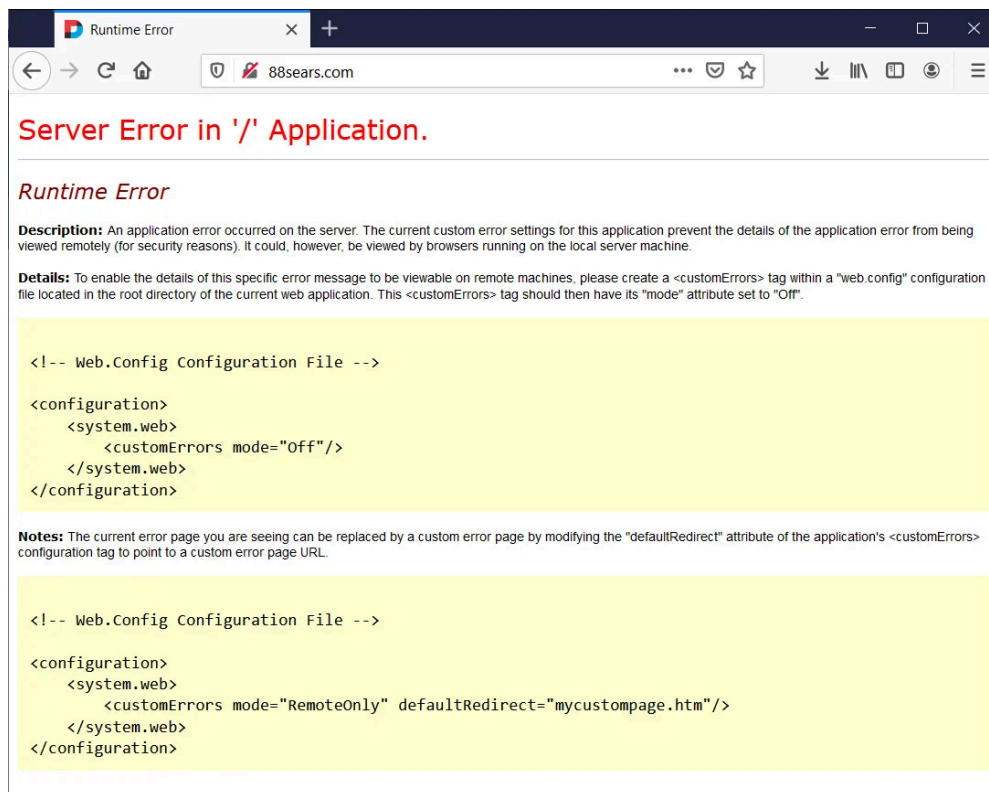 Runtime Error
88sears.com
Server Error in '/' Application.
Runtime Error
Description: An application error occurred on the server. The current custom error settings for this application prevent the details of the application error from being
viewed remotely (for security reasons). It could, however, be viewed by browsers running on the local server machine.
Details: To enable the details of this specific error message to be viewable on remote machines, please create a <customErrors> tag within a "web.config" configuration
file located in the root directory of the current web application. This <customErrors> tag should then have its "mode" attribute set to "Off".
<!-- Web.Config Configuration File -->
<configuration>
    <system.web>
        <customErrors mode="Off"/>
    </system.web>
</configuration>
Notes: The current error page you are seeing can be replaced by a custom error page by modifying the "defaultRedirect" attribute of the application's <customErrors>
configuration tag to point to a custom error page URL.
<!-- Web.Config Configuration File -->
<configuration>
    <system.web>
        <customErrors mode="RemoteOnly" defaultRedirect="mycustompage.htm"/>
    </system.web>
</configuration>